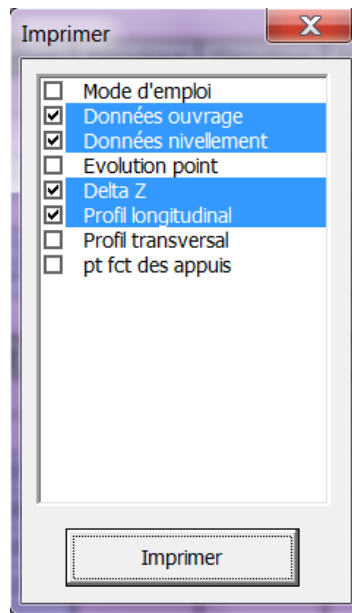 Imprimer
Mode d'emploi
Données ouvrage
Données nivellement
Evolution point
Delta Z
Profil longitudinal
Profil transversal
pt fct des appuis
Imprimer